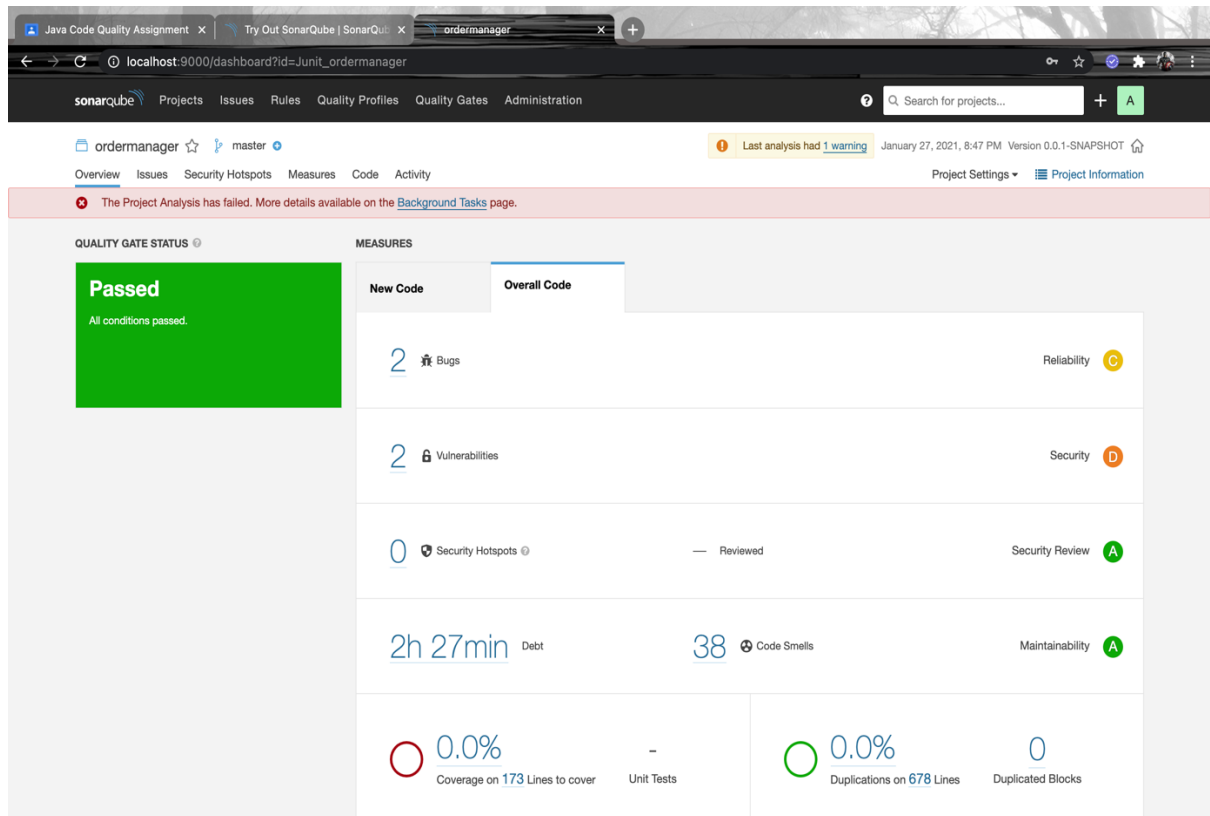 Java Code Quality Assignment Try Out SonarQube | SonarQub ordermanager
localhost:9000/dashboard?id=Junit_ordermanager
sonarqube Projects Issues Rules Quality Profiles Quality Gates Administration Search for projects... A
ordermanager master Last analysis had 1 warning January 27, 2021, 8:47 PM Version 0.0.1-SNAPSHOT
Overview Issues Security Hotspots Measures Code Activity Project Settings Project Information
The Project Analysis has failed. More details available on the Background Tasks page.
QUALITY GATE STATUS MEASURES
Passed
All conditions passed.
New Code Overall Code
2 Bugs Reliability C
2 Vulnerabilities Security D
0 Security Hotspots — Reviewed Security Review A
2h 27min Debt 38 Code Smells Maintainability A
0.0% - 0.0% 0
Coverage on 173 Lines to cover Unit Tests Duplications on 678 Lines Duplicated Blocks